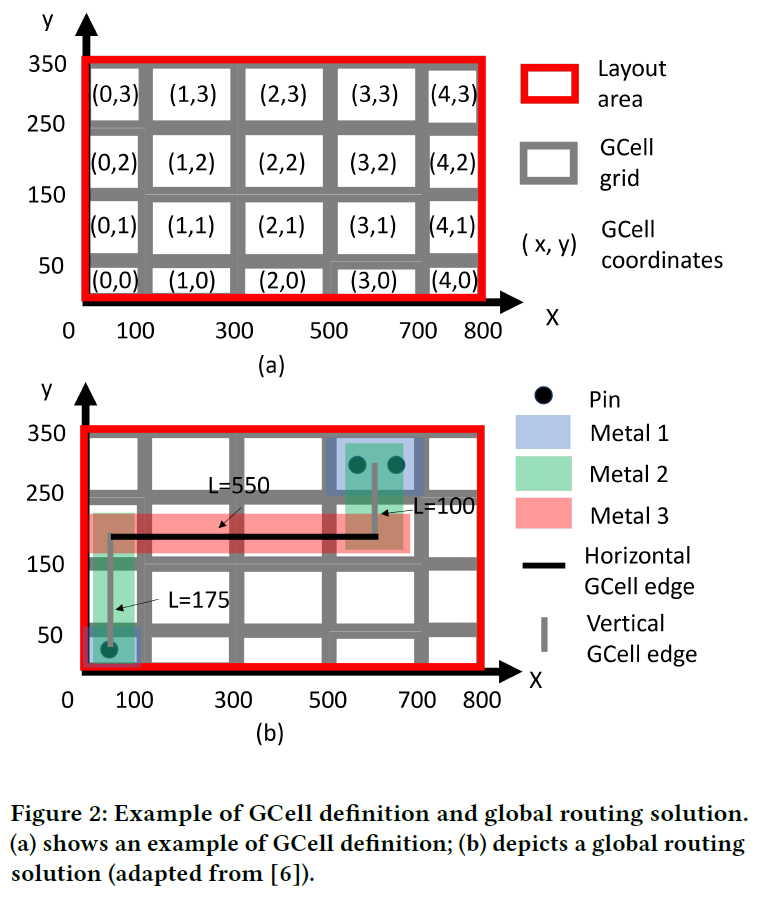 y
350
250
150
50
(0,3) (1,3) (2,3) (3,3) (4,3)
(0,2) (1,2) (2,2) (3,2) (4,2)
(0,1) (1,1) (2,1) (3,1) (4,1)
(0,0) (1,0) (2,0) (3,0) (4,0)
0 100 300 500 700 800
X
(a)
Layout
area
GCell
grid
( x, y)
GCell
coordinates
y
350
250
150
50
L=550
L=100
L=175
0 100 300 500 700 800
X
(b)
Pin
Metal 1
Metal 2
Metal 3
Horizontal
GCell edge
Vertical
GCell edge
Figure 2: Example of GCell definition and global routing solution.
(a) shows an example of GCell definition; (b) depicts a global routing
solution (adapted from [6]).